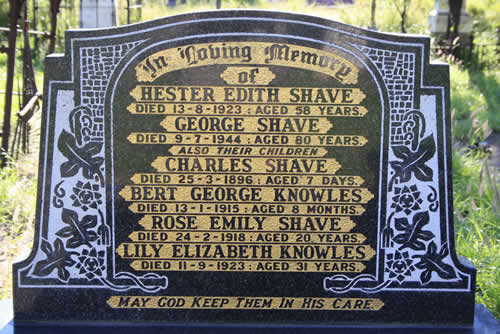 In Loving Memory
of
HESTER EDITH SHAVE
DIED 13-8-1923 : AGED 58 YEARS.
GEORGE SHAVE
DIED 9-7-1944 : AGED 80 YEARS.
ALSO THEIR CHILDREN
CHARLES SHAVE
DIED 25-3-1896. AGED 7 DAYS.
BERT GEORGE KNOWLES
DIED 13-1-1915 : AGED 8 MONTHS.
ROSE EMILY SHAVE
DIED 24-2-1918 : AGED 20 YEARS.
LILY ELIZABETH KNOWLES
DIED 11-9-1923 : AGED 31 YEARS.
MAY GOD KEEP THEM IN HIS CARE.